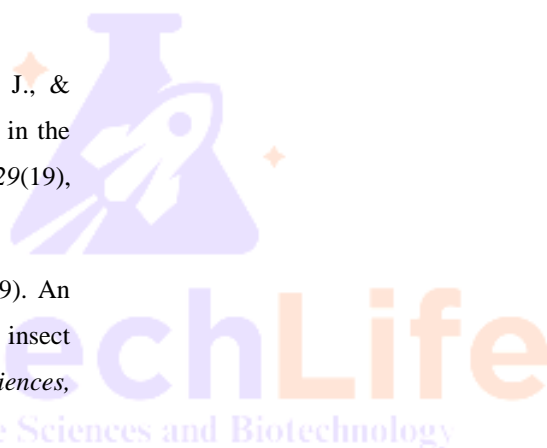 J., &
in the
29(19),
9). An
insect
iences,
echLife
e Sciences and Biotechnology